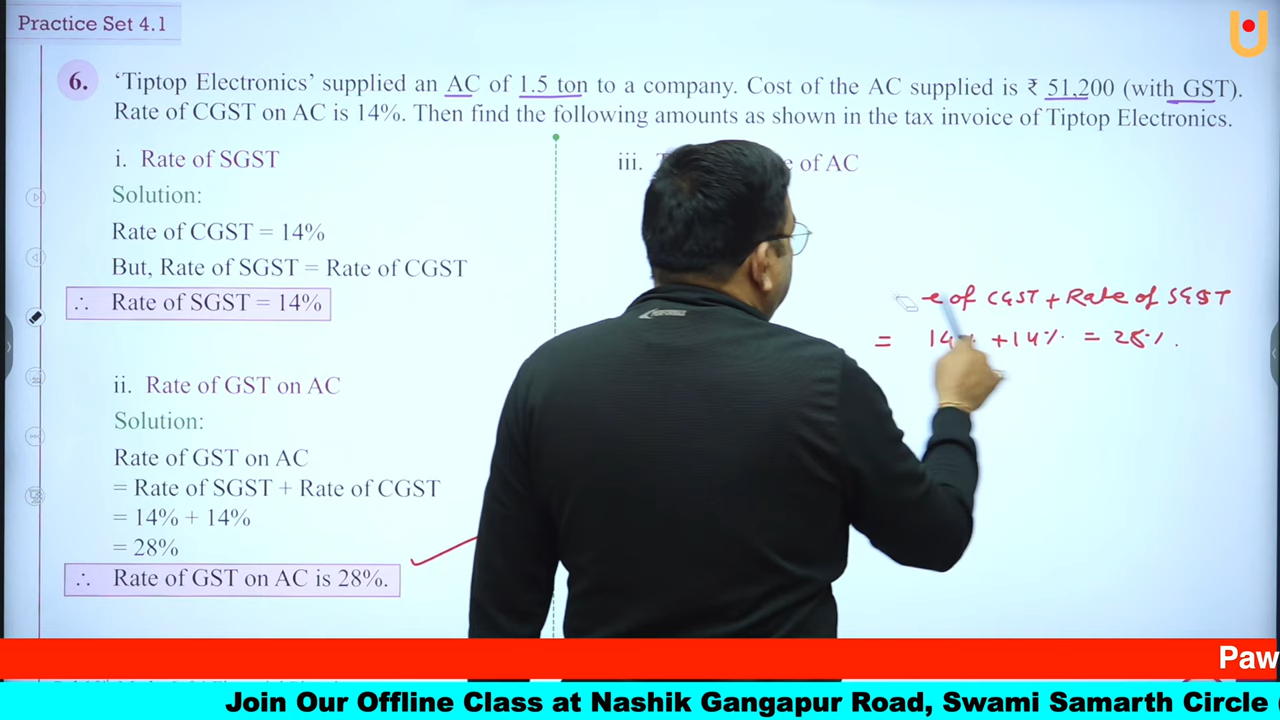 Practice Set 4.1
6. ‘Tiptop Electronics’ supplied an AC of 1.5 ton to a company. Cost of the AC supplied is ₹ 51,200 (with GST).
Rate of CGST on AC is 14%. Then find the following amounts as shown in the tax invoice of Tiptop Electronics.
i. Rate of SGST
Solution:
Rate of CGST = 14%
But, Rate of SGST = Rate of CGST
∴ Rate of SGST = 14%
ii. Rate of GST on AC
Solution:
Rate of GST on AC
= Rate of SGST + Rate of CGST
= 14% + 14%
= 28%
∴ Rate of GST on AC is 28%.
iii. of AC
of CGST + Rate of SGST
= 14% + 14% = 28%.
Paw
Join Our Offline Class at Nashik Gangapur Road, Swami Samarth Circle